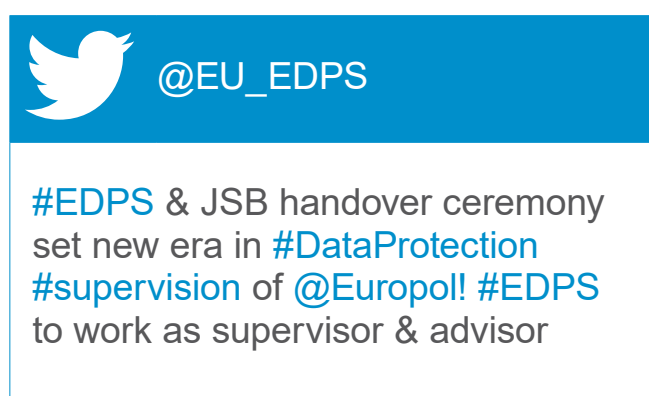 @EU_EDPS
#EDPS & JSB handover ceremony
set new era in #DataProtection
#supervision of @Europol! #EDPS
to work as supervisor & advisor